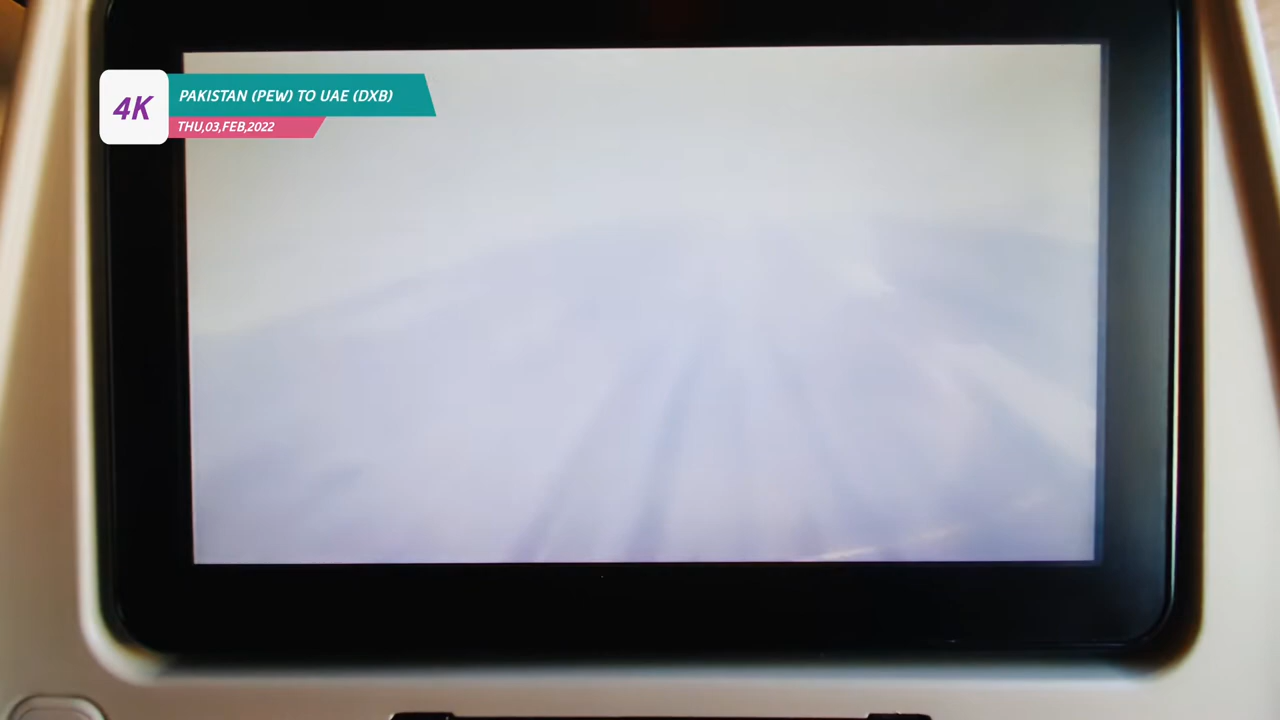 4K
PAKISTAN (PEW) TO UAE (DXB)
THU,03,FEB,2022